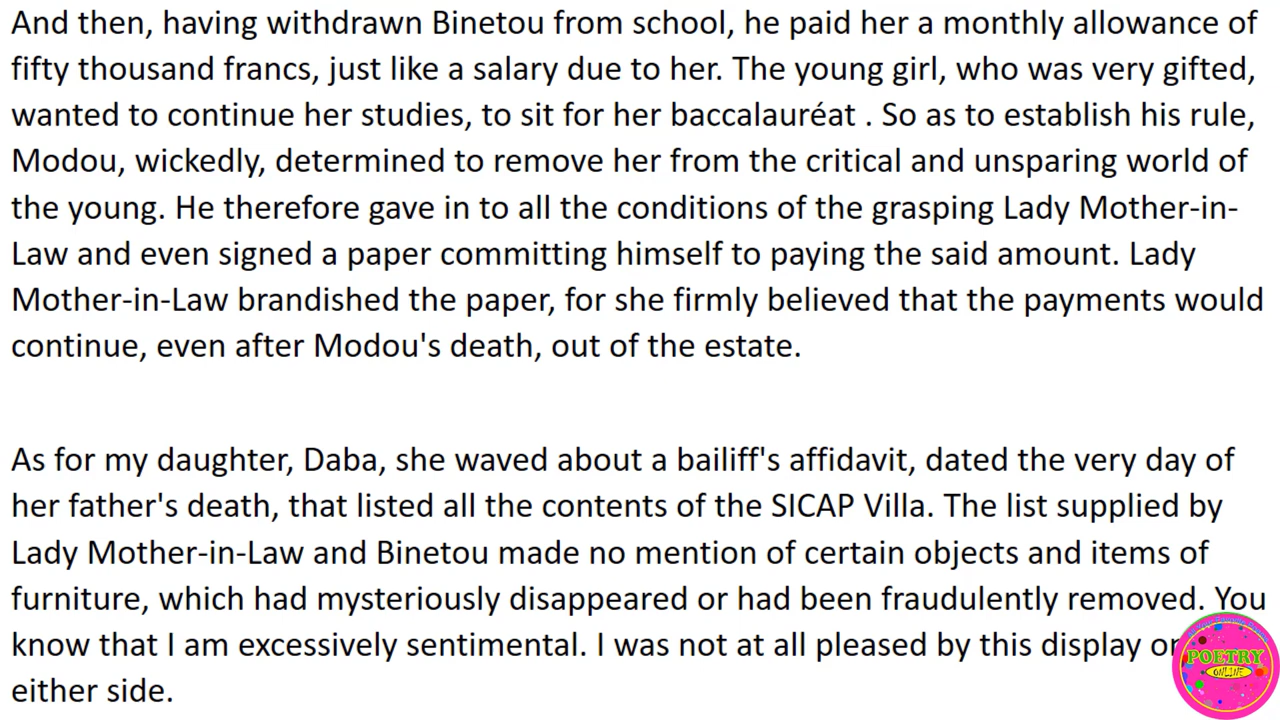 And then, having withdrawn Binetou from school, he paid her a monthly allowance of
fifty thousand francs, just like a salary due to her. The young girl, who was very gifted,
wanted to continue her studies, to sit for her baccalauréat . So as to establish his rule,
Modou, wickedly, determined to remove her from the critical and unsparing world of
the young. He therefore gave in to all the conditions of the grasping Lady Mother-in-
Law and even signed a paper committing himself to paying the said amount. Lady
Mother-in-Law brandished the paper, for she firmly believed that the payments would
continue, even after Modou's death, out of the estate.
As for my daughter, Daba, she waved about a bailiff's affidavit, dated the very day of
her father's death, that listed all the contents of the SICAP Villa. The list supplied by
Lady Mother-in-Law and Binetou made no mention of certain objects and items of
furniture, which had mysteriously disappeared or had been fraudulently removed. You
know that I am excessively sentimental. I was not at all pleased by this display
either side.
POETRY
ONLINE